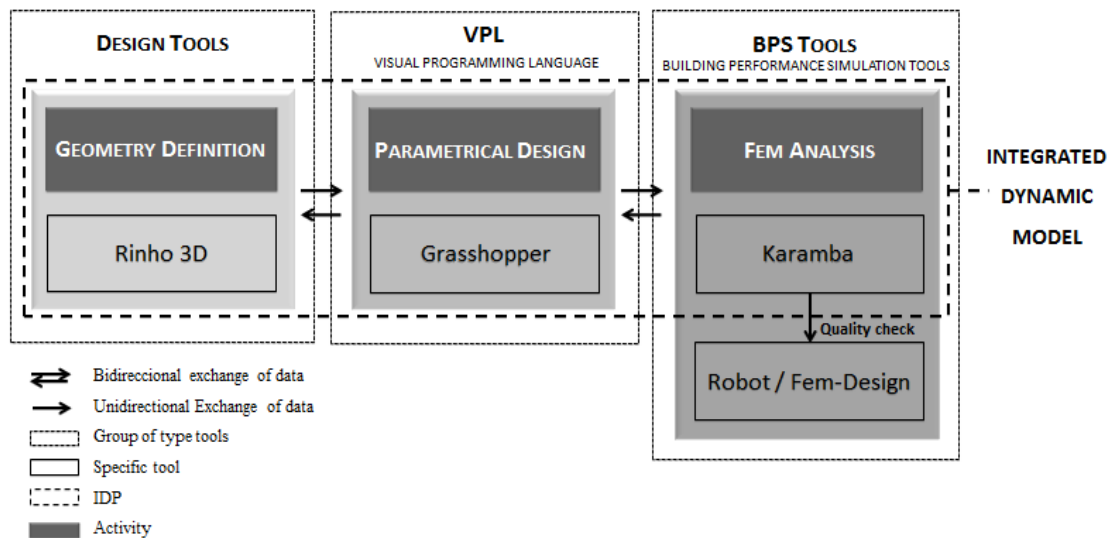 DESIGN TOOLS
VPL
VISUAL PROGRAMMING LANGUAGE
BPS TOOLS
BUILDING PERFORMANCE SIMULATION TOOLS
GEOMETRY DEFINITION
PARAMETRICAL DESIGN
FEM ANALYSIS
Rinho 3D
Grasshopper
Karamba
INTEGRATED
DYNAMIC
MODEL
Quality check
Robot / Fem-Design
Bidireccional exchange of data
Unidirectional Exchange of data
Group of type tools
Specific tool
IDP
Activity